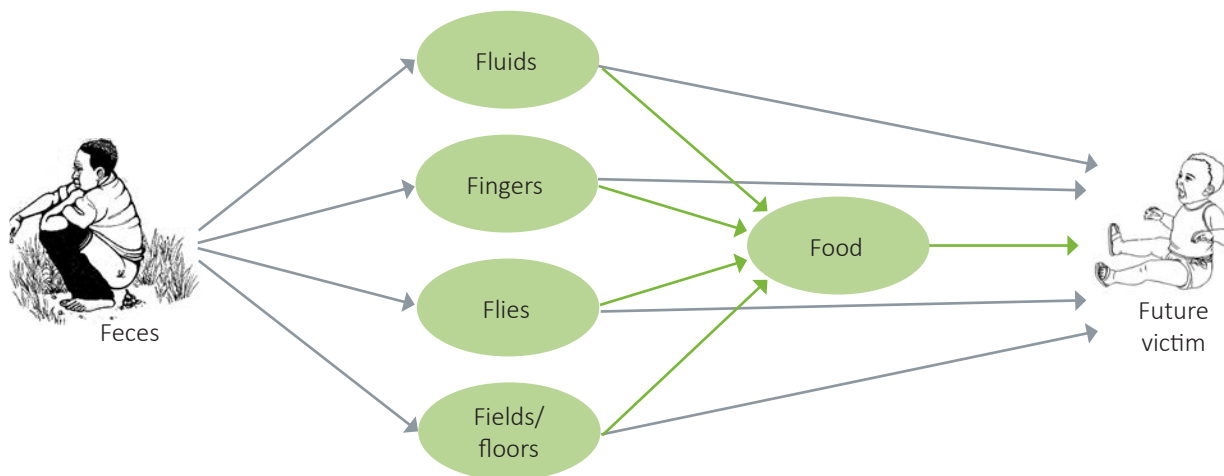 Fluids
Fingers
Food
Flies
Feces
Future
victim
Fields/
floors